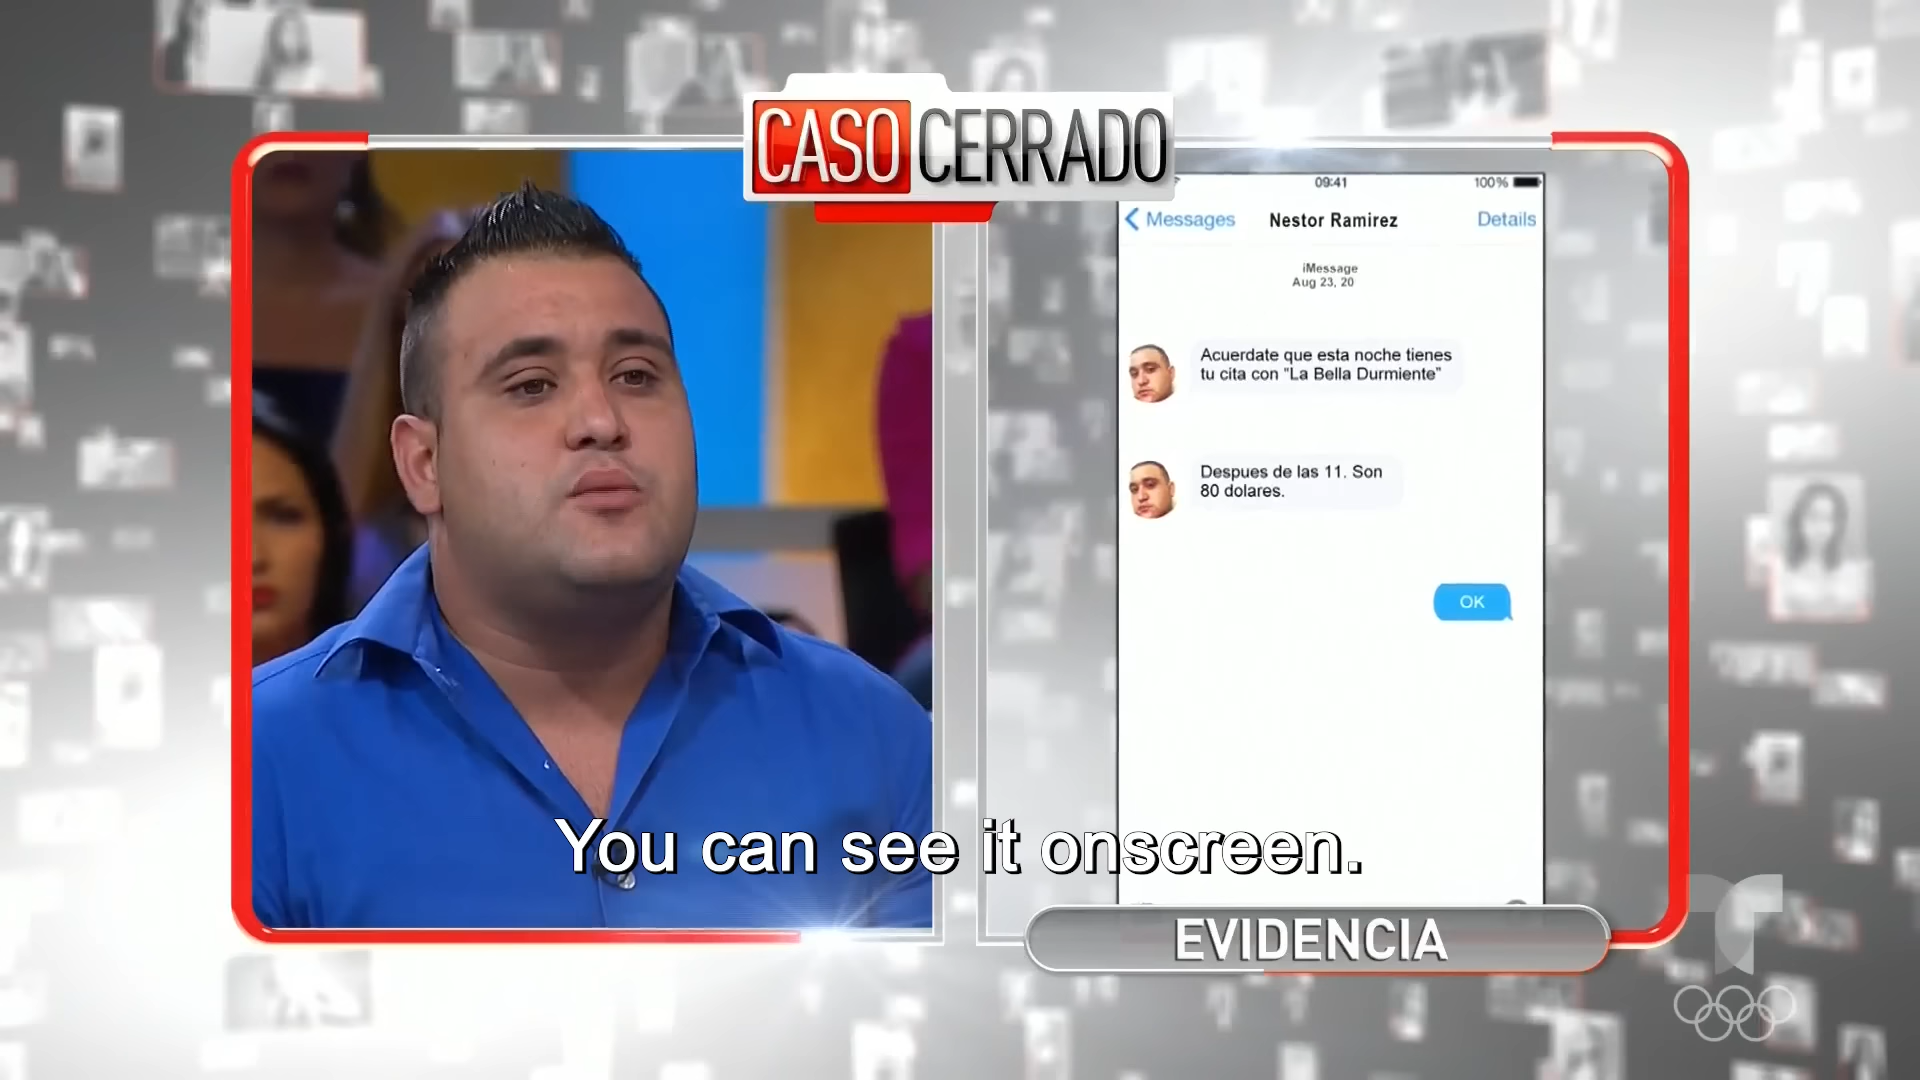 CASO CERRADO
09:41
100%
Messages
Nestor Ramirez
Details
iMessage
Aug 23, 20
Acuerdate que esta noche tienes
tu cita con “La Bella Durmiente”
Despues de las 11. Son
80 dolares.
OK
You can see it onscreen.
EVIDENCIA